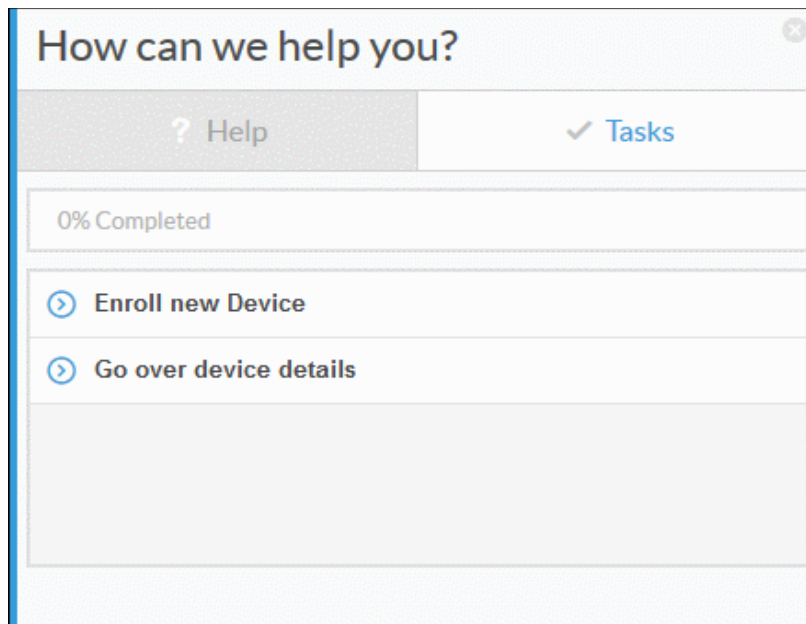 How can we help you?
? Help
Tasks
0% Completed
Enroll new Device
Go over device details